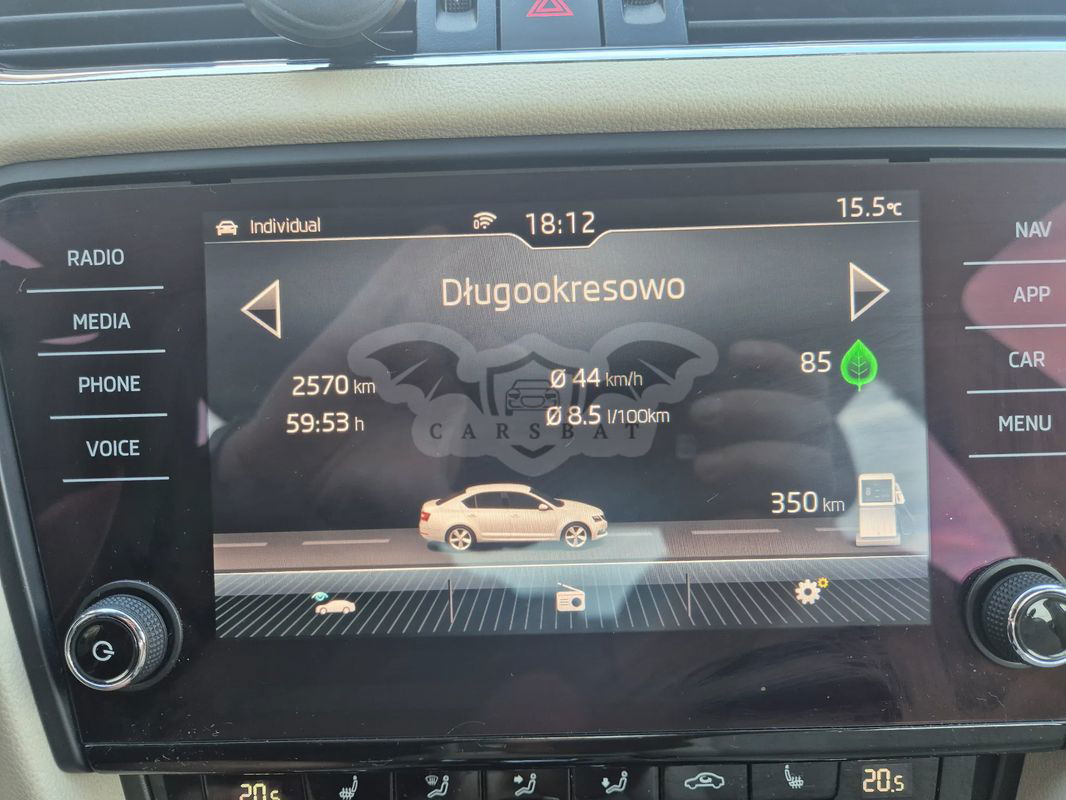 Individual
18:12
15.5°C
RADIO
MEDIA
PHONE
VOICE
NAV
APP
CAR
MENU
Długookresowo
2570 km
59:53 h
Ø 44 km/h
Ø 8.5 l/100km
85
CARSBAT
350 km
20.5
20.5